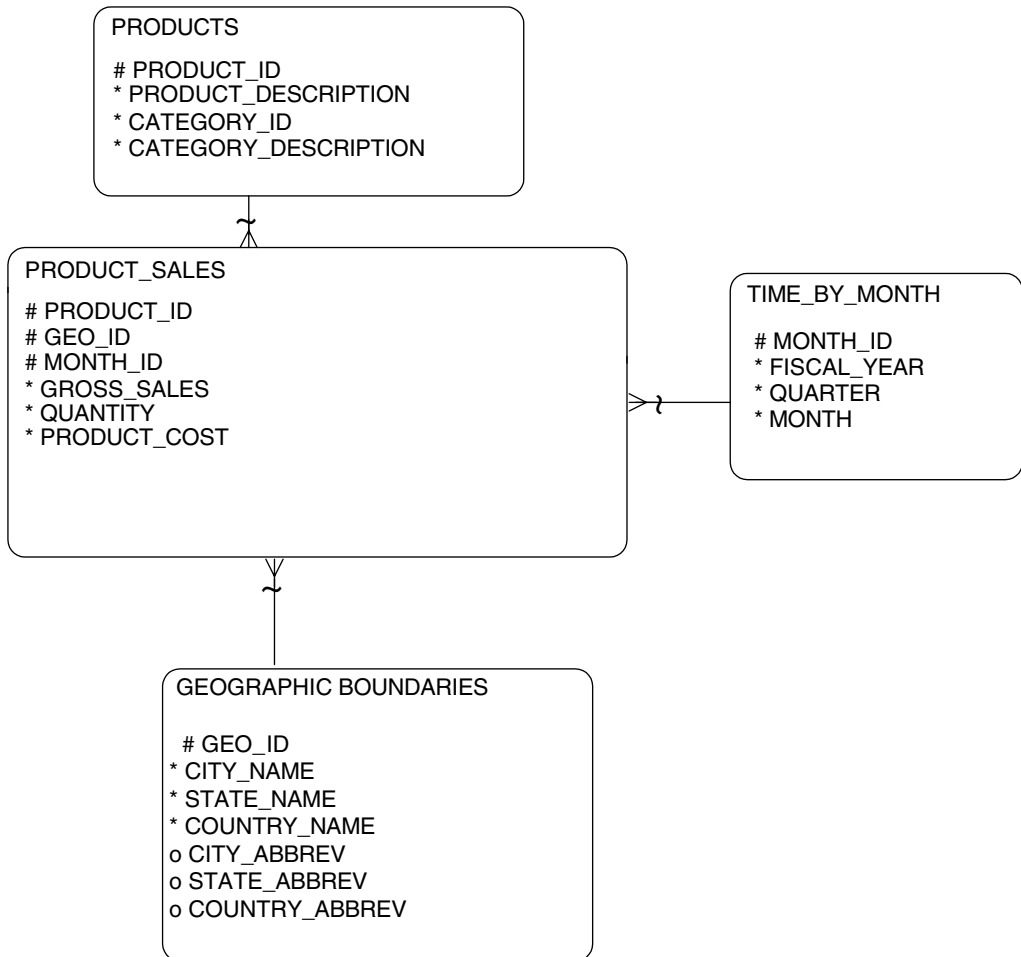 PRODUCTS
# PRODUCT_ID
* PRODUCT_DESCRIPTION
* CATEGORY_ID
* CATEGORY_DESCRIPTION
PRODUCT_SALES
# PRODUCT_ID
# GEO_ID
# MONTH_ID
* GROSS_SALES
* QUANTITY
* PRODUCT_COST
TIME_BY_MONTH
# MONTH_ID
* FISCAL_YEAR
* QUARTER
* MONTH
GEOGRAPHIC BOUNDARIES
# GEO_ID
* CITY_NAME
* STATE_NAME
* COUNTRY_NAME
o CITY_ABBREV
o STATE_ABBREV
o COUNTRY_ABBREV